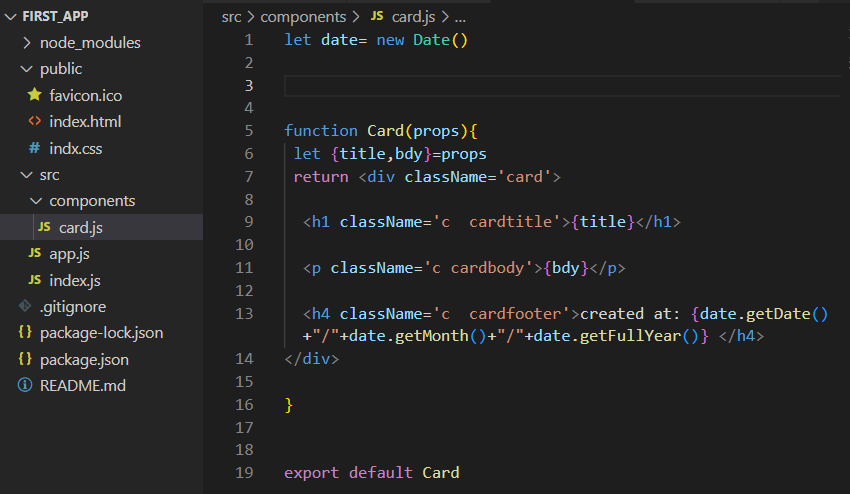 FIRST_APP
node_modules
public
favicon.ico
<> index.html
# indx.css
src
components
JS card.js
JS app.js
JS index.js
.gitignore
{} package-lock.json
{} package.json
README.md
src > components > JS card.js > ...
1 let date= new Date()
2
3
4
5 function Card(props){
6 let {title,bdy}=props
7 return <div className='card'>
8
9 <h1 className='c  cardtitle'>{title}</h1>
10
11 <p className='c cardbody'>{bdy}</p>
12
13 <h4 className='c  cardfooter'>created at: {date.getDate()
+"/"+date.getMonth()+"/"+date.getFullYear()} </h4>
14 </div>
15
16 }
17
18
19 export default Card